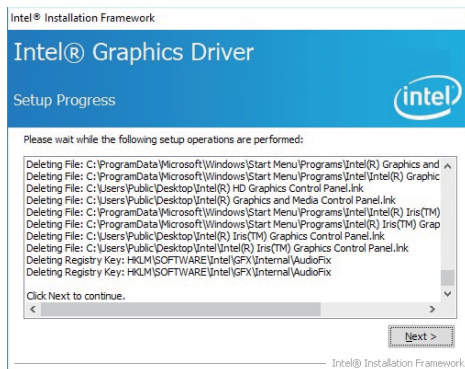 Intel® Installation Framework
Intel® Graphics Driver
Setup Progress
intel
Please wait while the following setup operations are performed:
Deleting File: C:\ProgramData\Microsoft\Windows\Start Menu\Programs\Intel(R) Graphics and
Deleting File: C:\ProgramData\Microsoft\Windows\Start Menu\Programs\Intel\Intel(R) Graphic
Deleting File: C:\Users\Public\Desktop\Intel(R) HD Graphics Control Panel.lnk
Deleting File: C:\Users\Public\Desktop\Intel(R) Graphics and Media Control Panel.lnk
Deleting File: C:\ProgramData\Microsoft\Windows\Start Menu\Programs\Intel(R) Iris(TM)
Deleting File: C:\ProgramData\Microsoft\Windows\Start Menu\Programs\Intel\Intel(R) Iris(TM) Grap
Deleting File: C:\Users\Public\Desktop\Intel(R) Iris(TM) Graphics Control Panel.lnk
Deleting File: C:\Users\Public\Desktop\Intel\Intel(R) Iris(TM) Graphics Control Panel.lnk
Deleting Registry Key: HKLM\SOFTWARE\Intel\GFX\Internal\AudioFix
Deleting Registry Key: HKLM\SOFTWARE\Intel\GFX\Internal\AudioFix
Click Next to continue.
Next >
Intel® Installation Framework